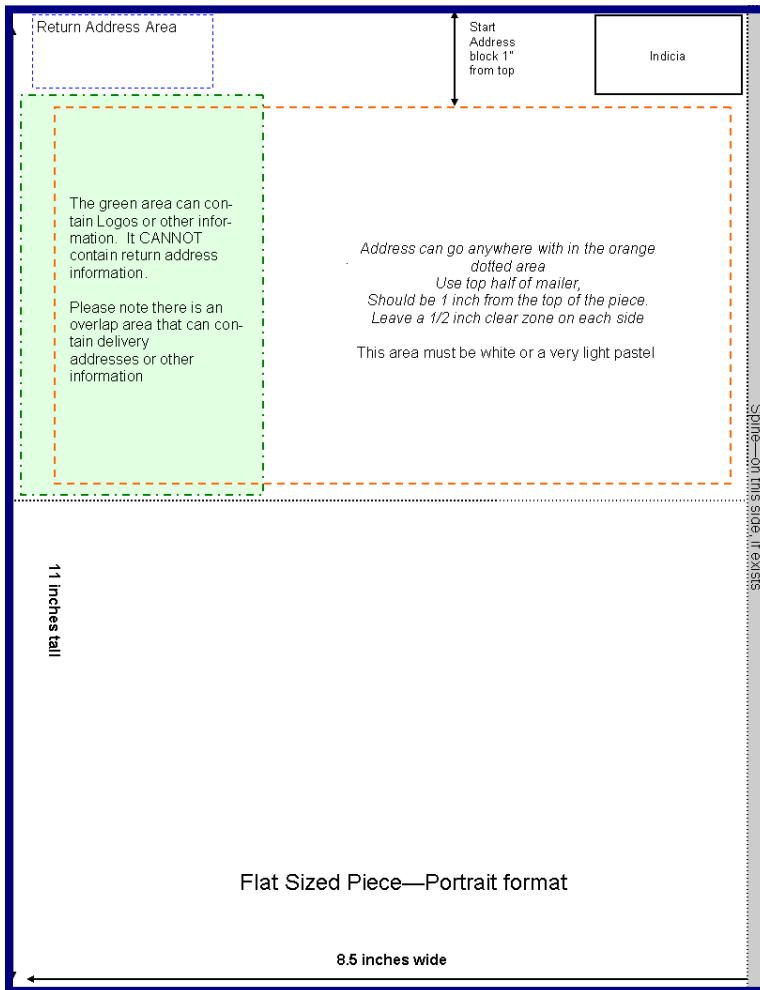 Return Address Area
Start
Address
block 1"
from top
Indicia
The green area can con-
tain Logos or other infor-
mation.  It CANNOT
contain return address
information.
Please note there is an
overlap area that can con-
tain delivery
addresses or other
information
Address can go anywhere with in the orange
dotted area
Use top half of mailer,
Should be 1 inch from the top of the piece.
Leave a 1/2 inch clear zone on each side
This area must be white or a very light pastel
Spine—on this side, if exists
11 inches tall
Flat Sized Piece—Portrait format
8.5 inches wide